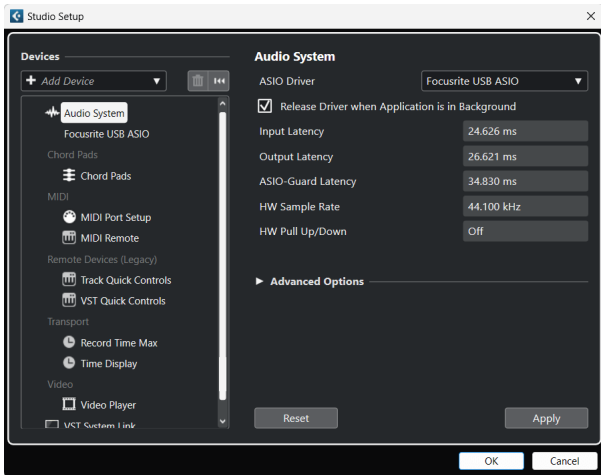 Studio Setup
Devices
Add Device
Audio System
Focusrite USB ASIO
Chord Pads
Chord Pads
MIDI
MIDI Port Setup
MIDI Remote
Remote Devices (Legacy)
Track Quick Controls
VST Quick Controls
Transport
Record Time Max
Time Display
Video
Video Player
VST System Link
Audio System
ASIO Driver Focusrite USB ASIO
Release Driver when Application is in Background
Input Latency 24.626 ms
Output Latency 26.621 ms
ASIO-Guard Latency 34.830 ms
HW Sample Rate 44.100 kHz
HW Pull Up/Down Off
Advanced Options
Reset Apply
OK Cancel